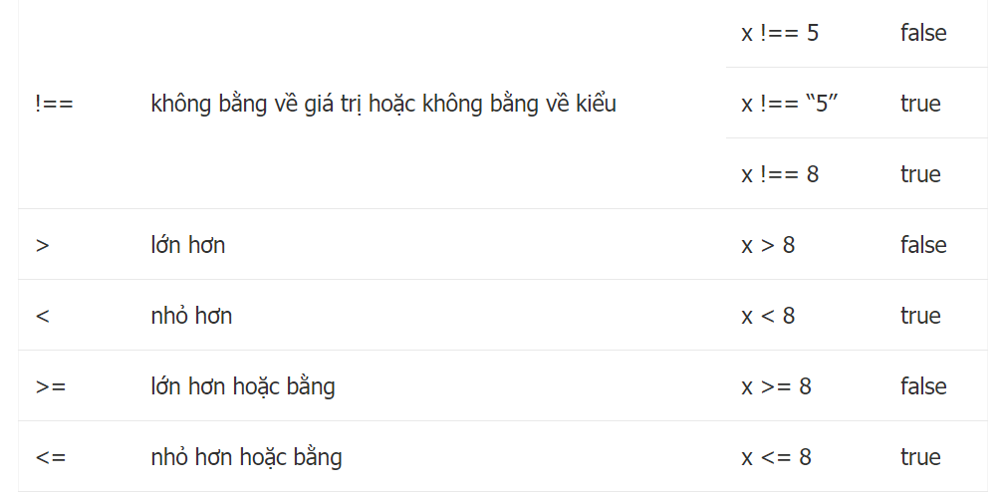 x !== 5 false
!== không bằng về giá trị hoặc không bằng về kiểu x !== “5” true
x !== 8 true
> lớn hơn x > 8 false
< nhỏ hơn x < 8 true
>= lớn hơn hoặc bằng x >= 8 false
<= nhỏ hơn hoặc bằng x <= 8 true